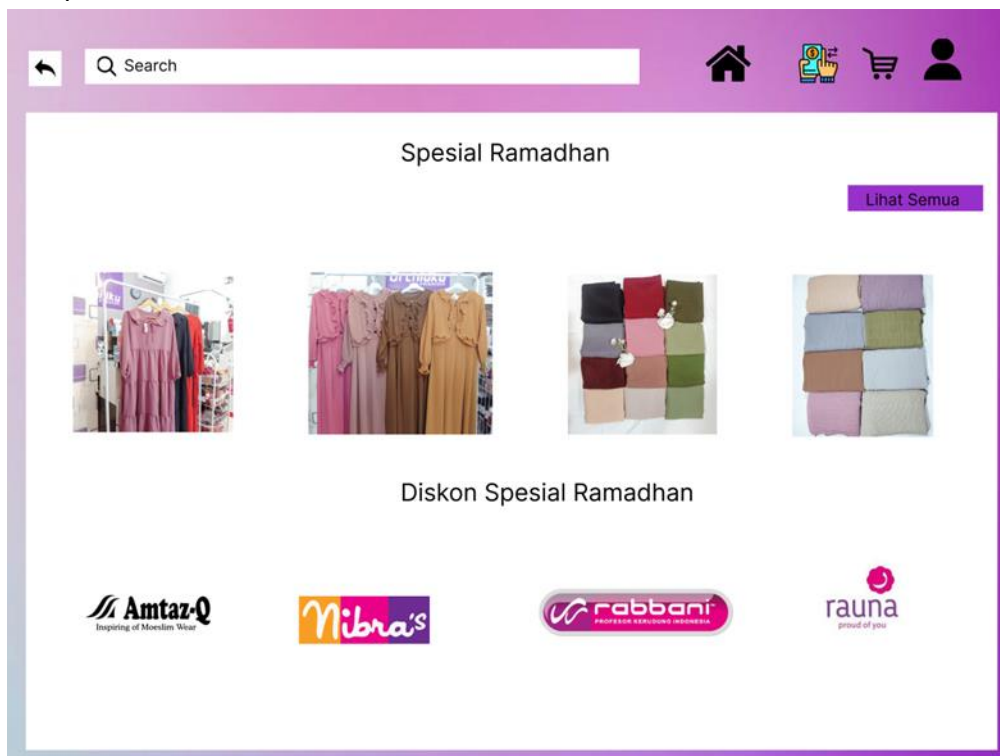 Search
Spesial Ramadhan
Lihat Semua
Diskon Spesial Ramadhan
Amtaz-Q
Inspiring of Moeslim Wear
Nibra's
rabbani
PROFESOR KERUDUNG INDONESIA
rauna
proud of you